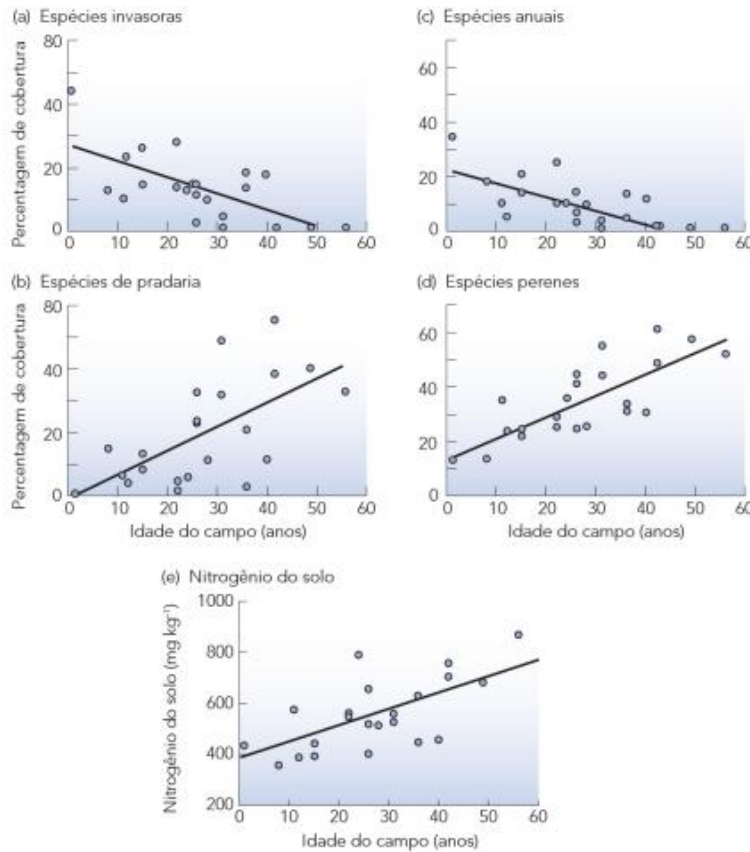 (a) Espécies invasoras
Percentagem de cobertura
80
40
20
0
0 10 20 30 40 50 60
(c) Espécies anuais
60
40
20
0
0 10 20 30 40 50 60
(b) Espécies de pradaria
Percentagem de cobertura
80
40
20
0
0 10 20 30 40 50 60
Idade do campo (anos)
(d) Espécies perenes
60
40
20
0
0 10 20 30 40 50 60
Idade do campo (anos)
(e) Nitrogênio do solo
Nitrogênio do solo (mg kg⁻¹)
1000
800
600
400
200
0 10 20 30 40 50 60
Idade do campo (anos)